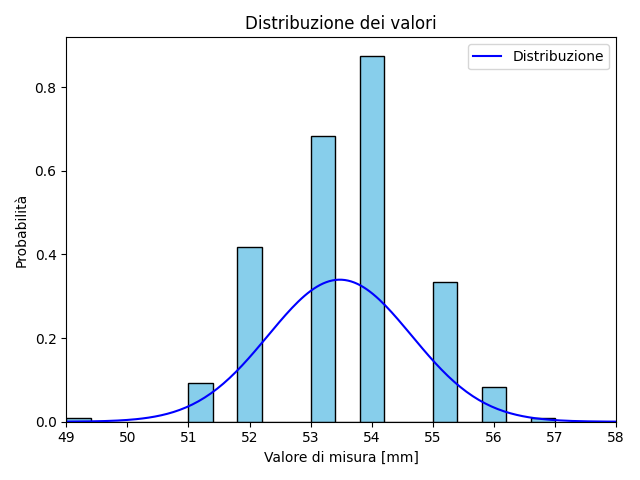 Distribuzione dei valori
Distribuzione
Probabilità
0.8
0.6
0.4
0.2
0.0
49 50 51 52 53 54 55 56 57 58
Valore di misura [mm]